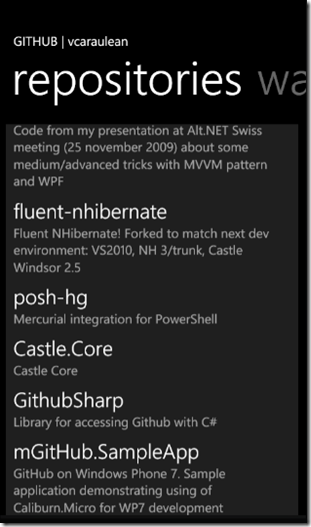 GITHUB | vcaraulean
repositories wa
Code from my presentation at Alt.NET Swiss
meeting (25 november 2009) about some
medium/advanced tricks with MVVM pattern
and WPF
fluent-nhibernate
Fluent NHibernate! Forked to match next dev
environment: VS2010, NH 3/trunk, Castle
Windsor 2.5
posh-hg
Mercurial integration for PowerShell
Castle.Core
Castle Core
GithubSharp
Library for accessing Github with C#
mGitHub.SampleApp
GitHub on Windows Phone 7. Sample
application demonstrating using of
Caliburn.Micro for WP7 development